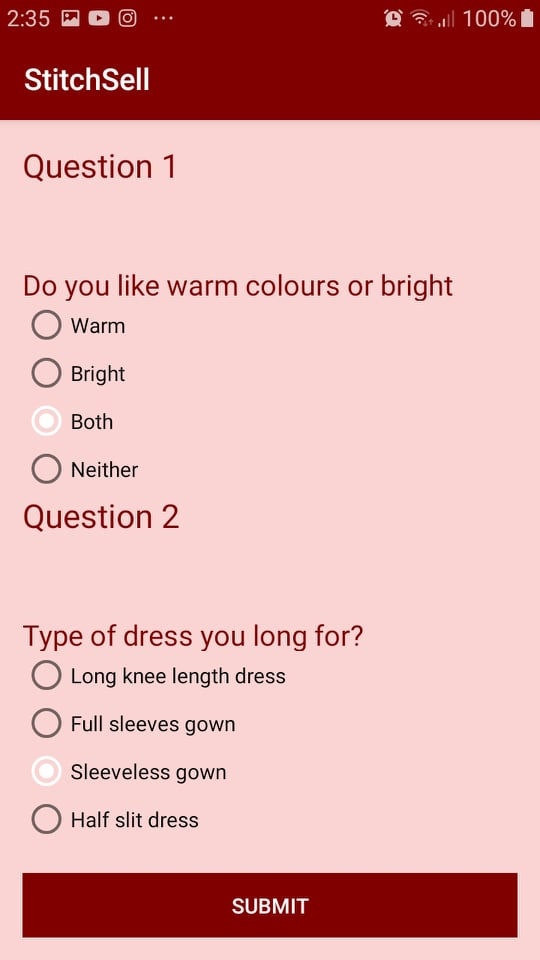 2:35 100%
StitchSell
Question 1
Do you like warm colours or bright
Warm
Bright
Both
Neither
Question 2
Type of dress you long for?
Long knee length dress
Full sleeves gown
Sleeveless gown
Half slit dress
SUBMIT